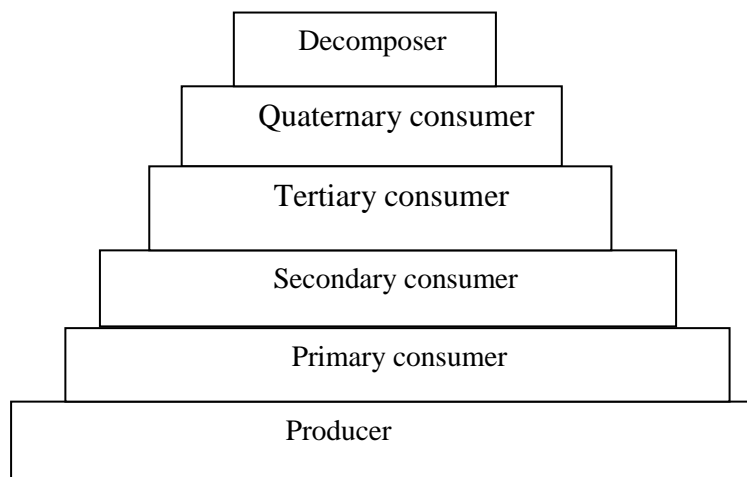 Decomposer
Quaternary consumer
Tertiary consumer
Secondary consumer
Primary consumer
Producer